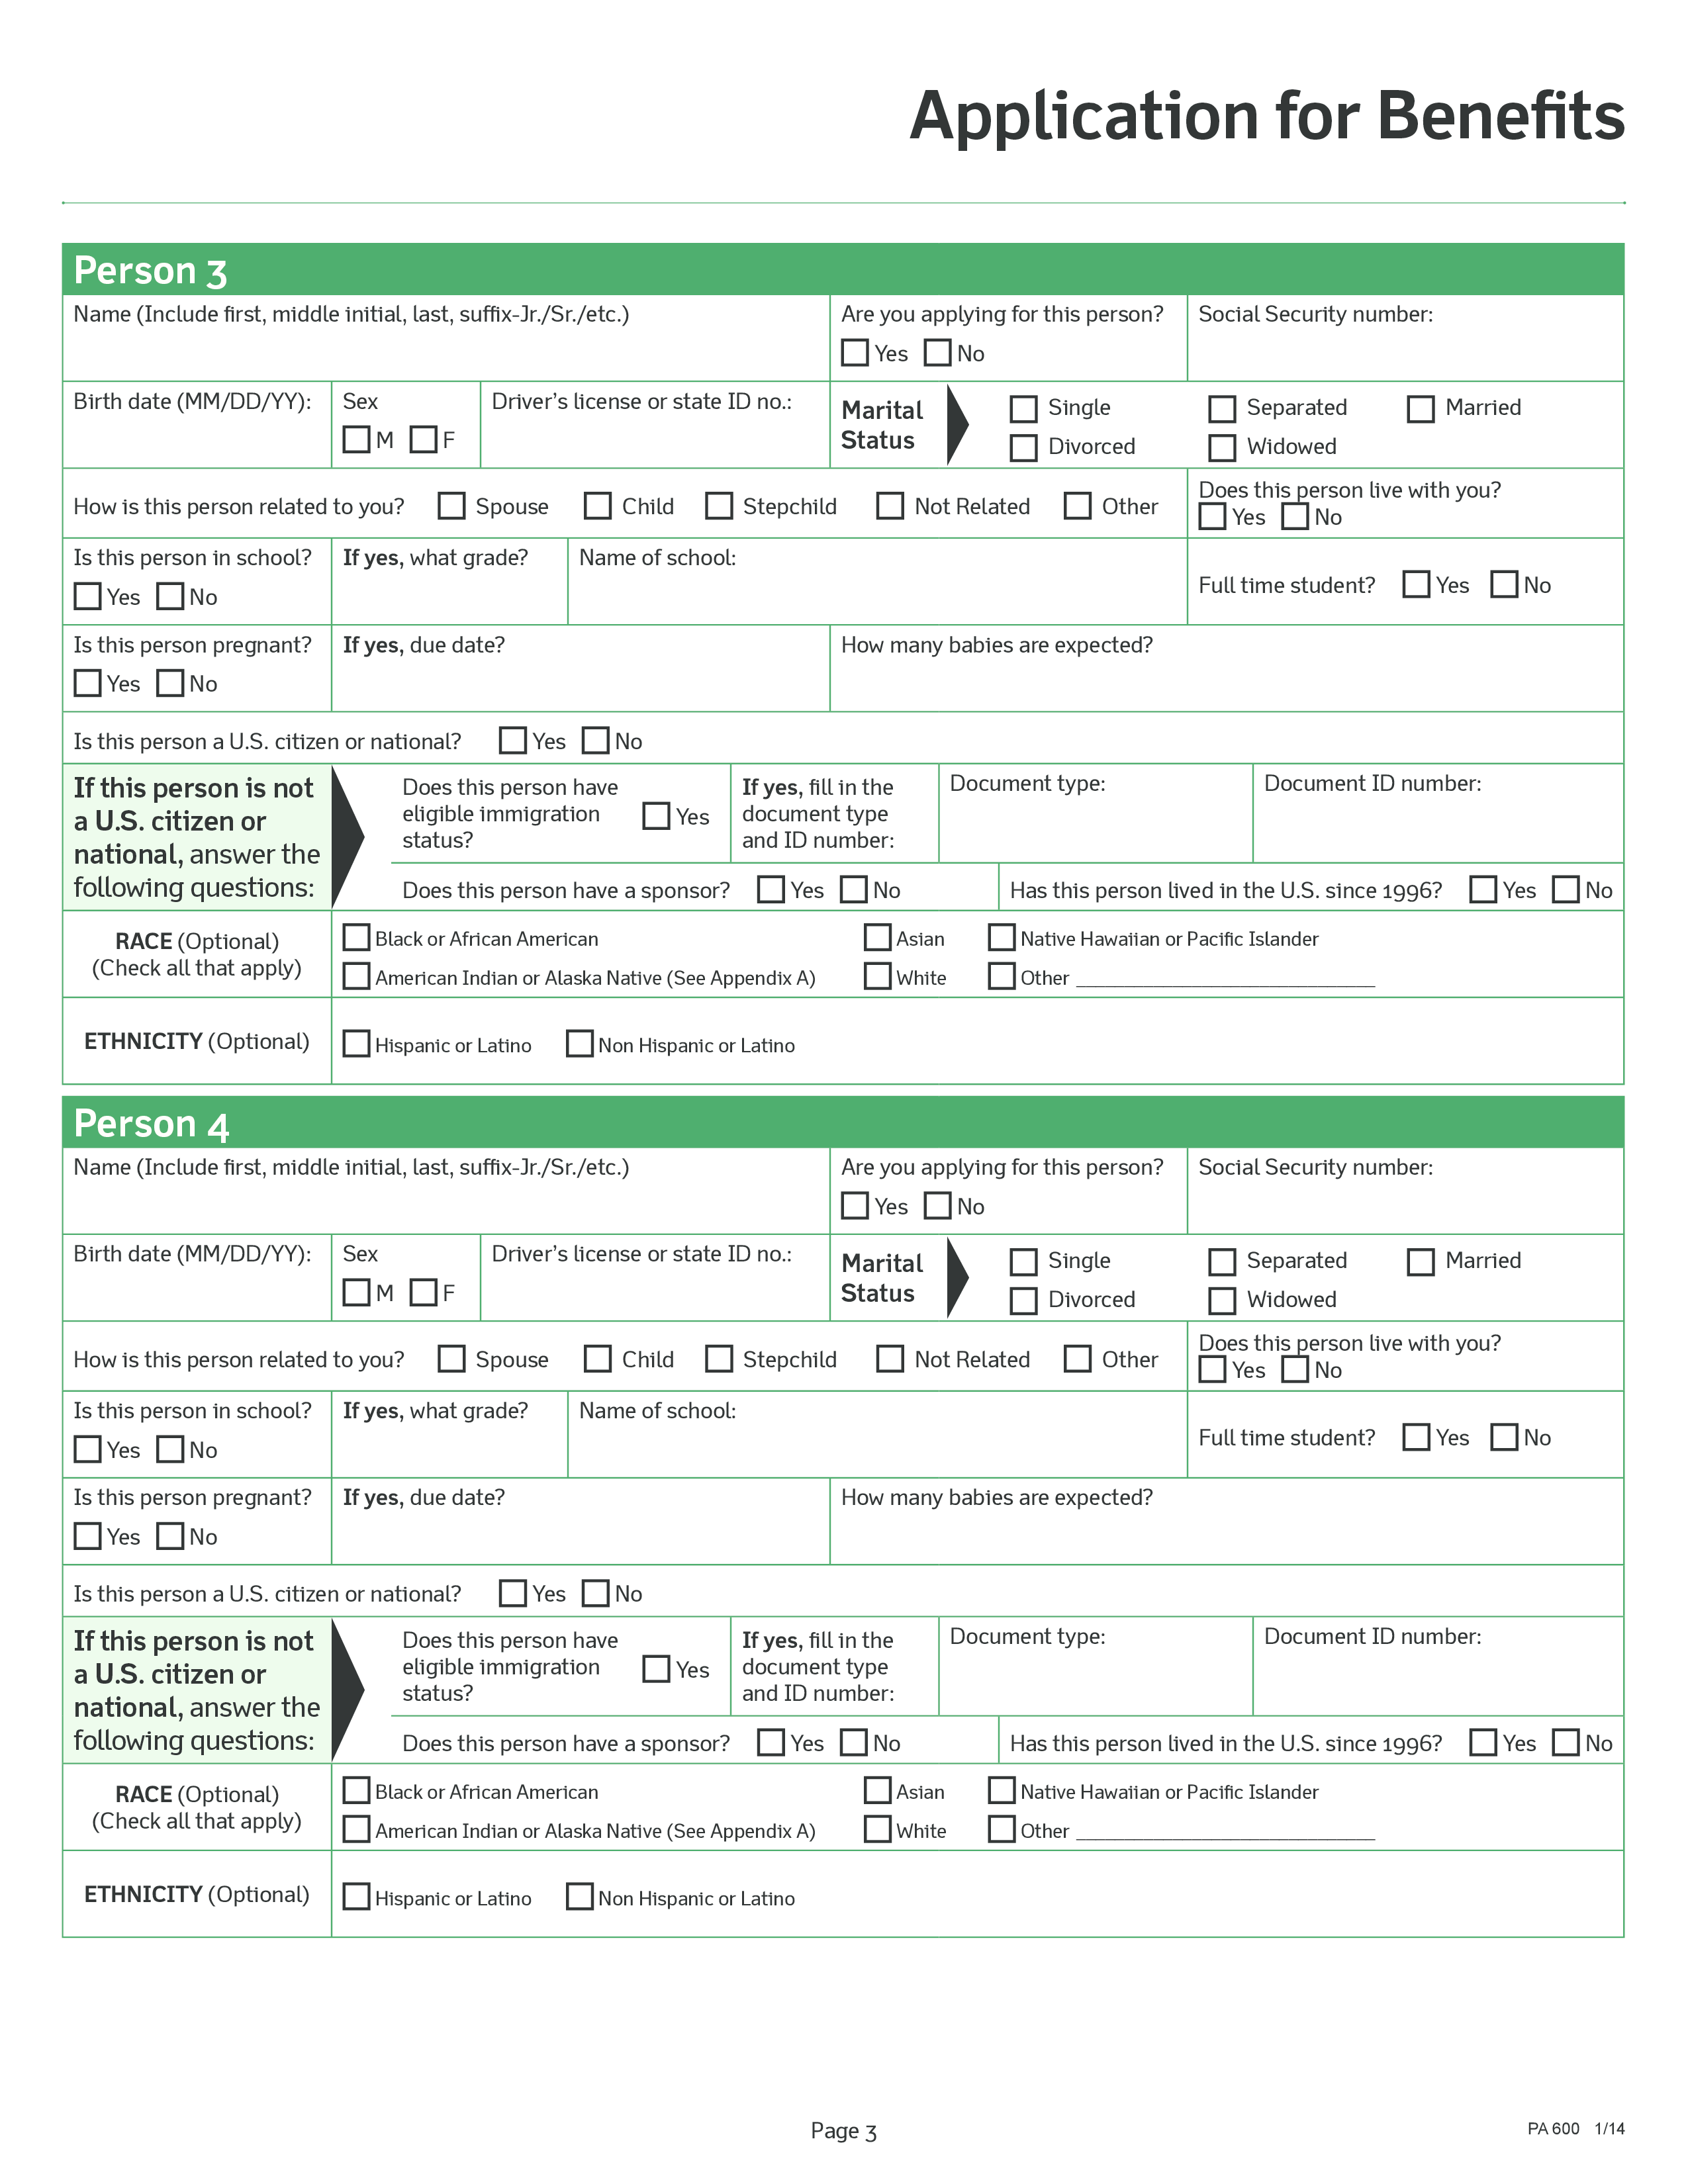 Application for Benefits
Person 3
Name (Include first, middle initial, last, suffix-Jr./Sr./etc.)
Are you applying for this person?
Yes No
Social Security number:
Birth date (MM/DD/YY):
Sex
M F
Driver's license or state ID no.:
Marital
Status
Single Separated Married
Divorced Widowed
How is this person related to you? Spouse Child Stepchild Not Related Other
Does this person live with you?
Yes No
Is this person in school?
Yes No
If yes, what grade?
Name of school:
Full time student? Yes No
Is this person pregnant?
Yes No
If yes, due date?
How many babies are expected?
Is this person a U.S. citizen or national? Yes No
If this person is not
a U.S. citizen or
national, answer the
following questions:
Does this person have
eligible immigration
status?
Yes
If yes, fill in the
document type
and ID number:
Document type:
Document ID number:
Does this person have a sponsor? Yes No
Has this person lived in the U.S. since 1996? Yes No
RACE (Optional)
(Check all that apply)
Black or African American Asian Native Hawaiian or Pacific Islander
American Indian or Alaska Native (See Appendix A) White Other
ETHNICITY (Optional)
Hispanic or Latino Non Hispanic or Latino
Person 4
Name (Include first, middle initial, last, suffix-Jr./Sr./etc.)
Are you applying for this person?
Yes No
Social Security number:
Birth date (MM/DD/YY):
Sex
M F
Driver's license or state ID no.:
Marital
Status
Single Separated Married
Divorced Widowed
How is this person related to you? Spouse Child Stepchild Not Related Other
Does this person live with you?
Yes No
Is this person in school?
Yes No
If yes, what grade?
Name of school:
Full time student? Yes No
Is this person pregnant?
Yes No
If yes, due date?
How many babies are expected?
Is this person a U.S. citizen or national? Yes No
If this person is not
a U.S. citizen or
national, answer the
following questions:
Does this person have
eligible immigration
status?
Yes
If yes, fill in the
document type
and ID number:
Document type:
Document ID number:
Does this person have a sponsor? Yes No
Has this person lived in the U.S. since 1996? Yes No
RACE (Optional)
(Check all that apply)
Black or African American Asian Native Hawaiian or Pacific Islander
American Indian or Alaska Native (See Appendix A) White Other
ETHNICITY (Optional)
Hispanic or Latino Non Hispanic or Latino
Page 3
PA 600 1/14